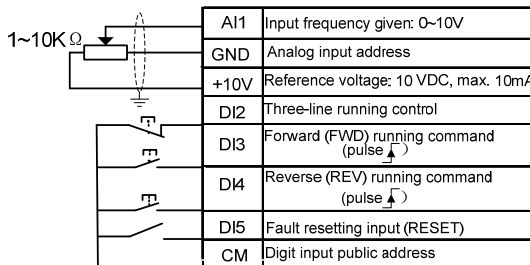 1~10KΩ
AI1 Input frequency given: 0~10V
GND Analog input address
+10V Reference voltage: 10 VDC, max. 10mA
DI2 Three-line running control
DI3 Forward (FWD) running command
(pulse )
DI4 Reverse (REV) running command
(pulse )
DI5 Fault resetting input (RESET)
CM Digit input public address